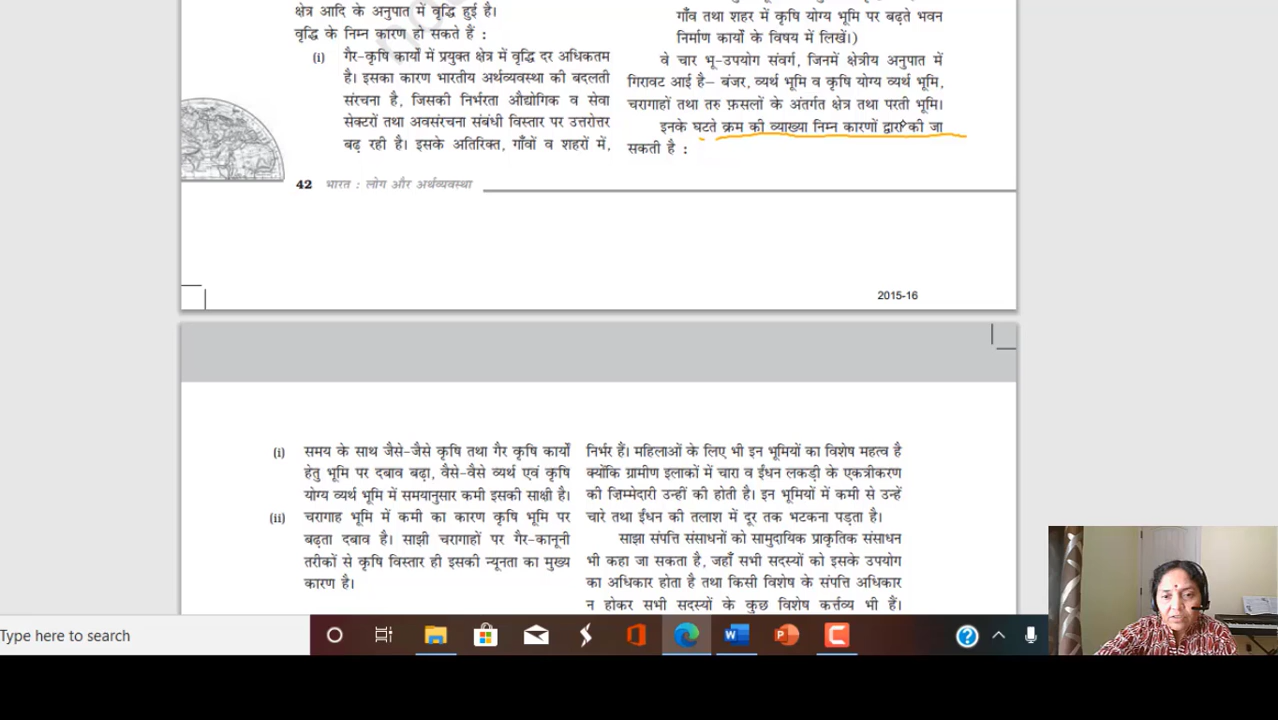 क्षेत्र आदि के अनुपात में वृद्धि हुई है।
वृद्धि के निम्न कारण हो सकते हैं :
(i) गैर-कृषि कार्यों में प्रयुक्त क्षेत्र में वृद्धि दर अधिकतम
है। इसका कारण भारतीय अर्थव्यवस्था की बदलती
संरचना है, जिसकी निर्भरता औद्योगिक व सेवा
सेक्टरों तथा अवसंरचना संबंधी विस्तार पर उत्तरोत्तर
बढ़ रही है। इसके अतिरिक्त, गाँवों व शहरों में,
गाँव तथा शहर में कृषि योग्य भूमि पर बढ़ते भवन
निर्माण कार्यों के विषय में लिखें।)
वे चार भू-उपयोग संवर्ग, जिनमें क्षेत्रीय अनुपात में
गिरावट आई है– बंजर, व्यर्थ भूमि व कृषि योग्य व्यर्थ भूमि,
चरागाहों तथा तरु फ़सलों के अंतर्गत क्षेत्र तथा परती भूमि।
इनके घटते क्रम की व्याख्या निम्न कारणों द्वारा की जा
सकती है :
42 भारत : लोग और अर्थव्यवस्था
2015-16
(i) समय के साथ जैसे-जैसे कृषि तथा गैर कृषि कार्यों
हेतु भूमि पर दबाव बढ़ा, वैसे-वैसे व्यर्थ एवं कृषि
योग्य व्यर्थ भूमि में समयानुसार कमी इसकी साक्षी है।
(ii) चरागाह भूमि में कमी का कारण कृषि भूमि पर
बढ़ता दबाव है। साझी चरागाहों पर गैर-कानूनी
तरीकों से कृषि विस्तार ही इसकी न्यूनता का मुख्य
कारण है।
निर्भर हैं। महिलाओं के लिए भी इन भूमियों का विशेष महत्व है
क्योंकि ग्रामीण इलाकों में चारा व ईंधन लकड़ी के एकत्रीकरण
की ज़िम्मेदारी उन्हीं की होती है। इन भूमियों में कमी से उन्हें
चारे तथा ईंधन की तलाश में दूर तक भटकना पड़ता है।
साझा संपत्ति संसाधनों को सामुदायिक प्राकृतिक संसाधन
भी कहा जा सकता है, जहाँ सभी सदस्यों को इसके उपयोग
का अधिकार होता है तथा किसी विशेष के संपत्ति अधिकार
न होकर सभी सदस्यों के कुछ विशेष कर्त्तव्य भी हैं।
Type here to search